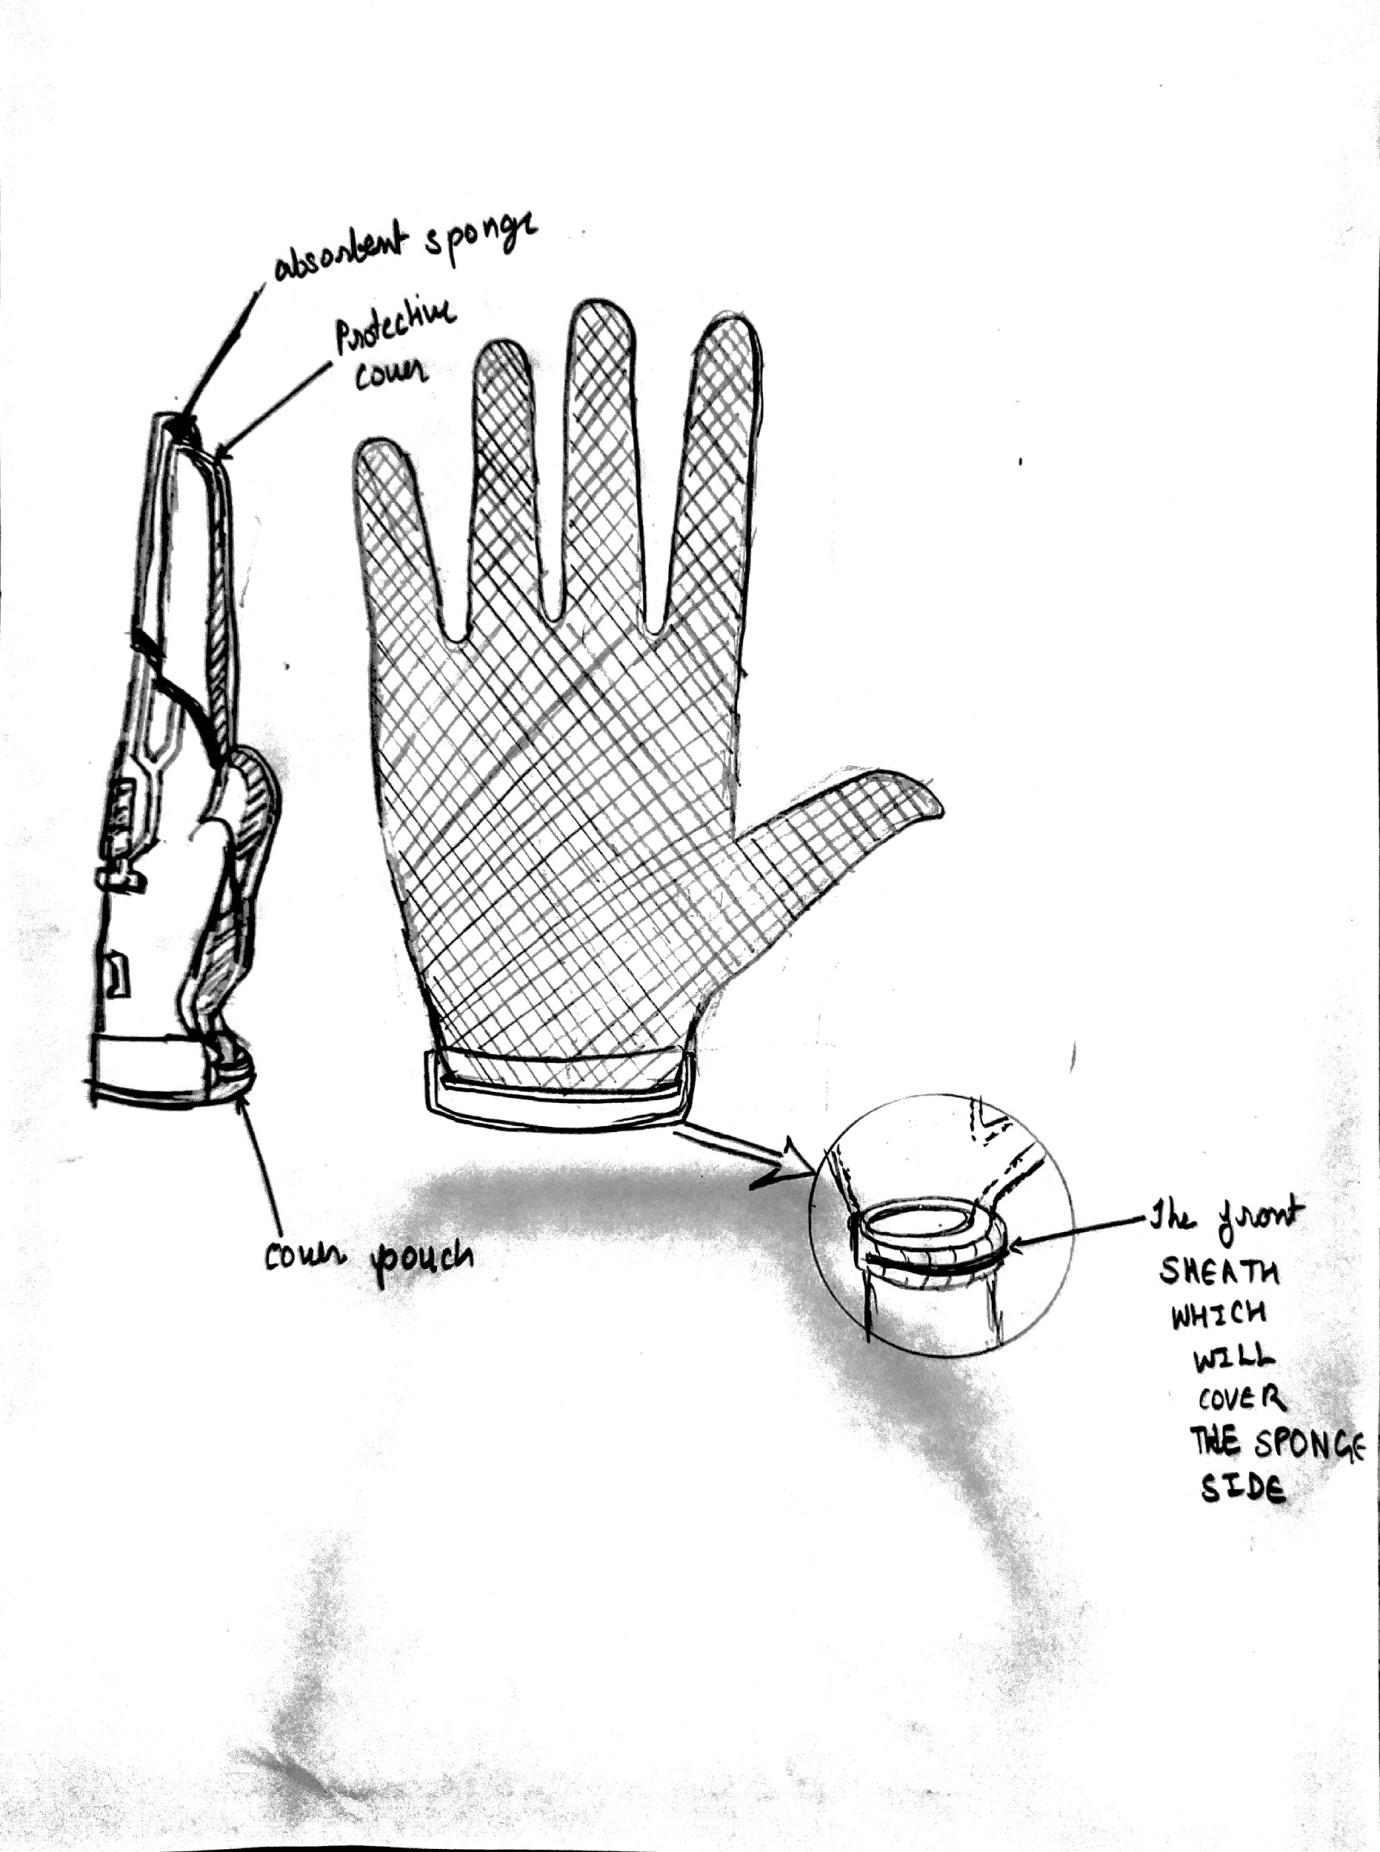 absorbent sponge
Protective
cover
cover pouch
The front
SHEATH
WHICH
WILL
COVER
THE SPONGE
SIDE